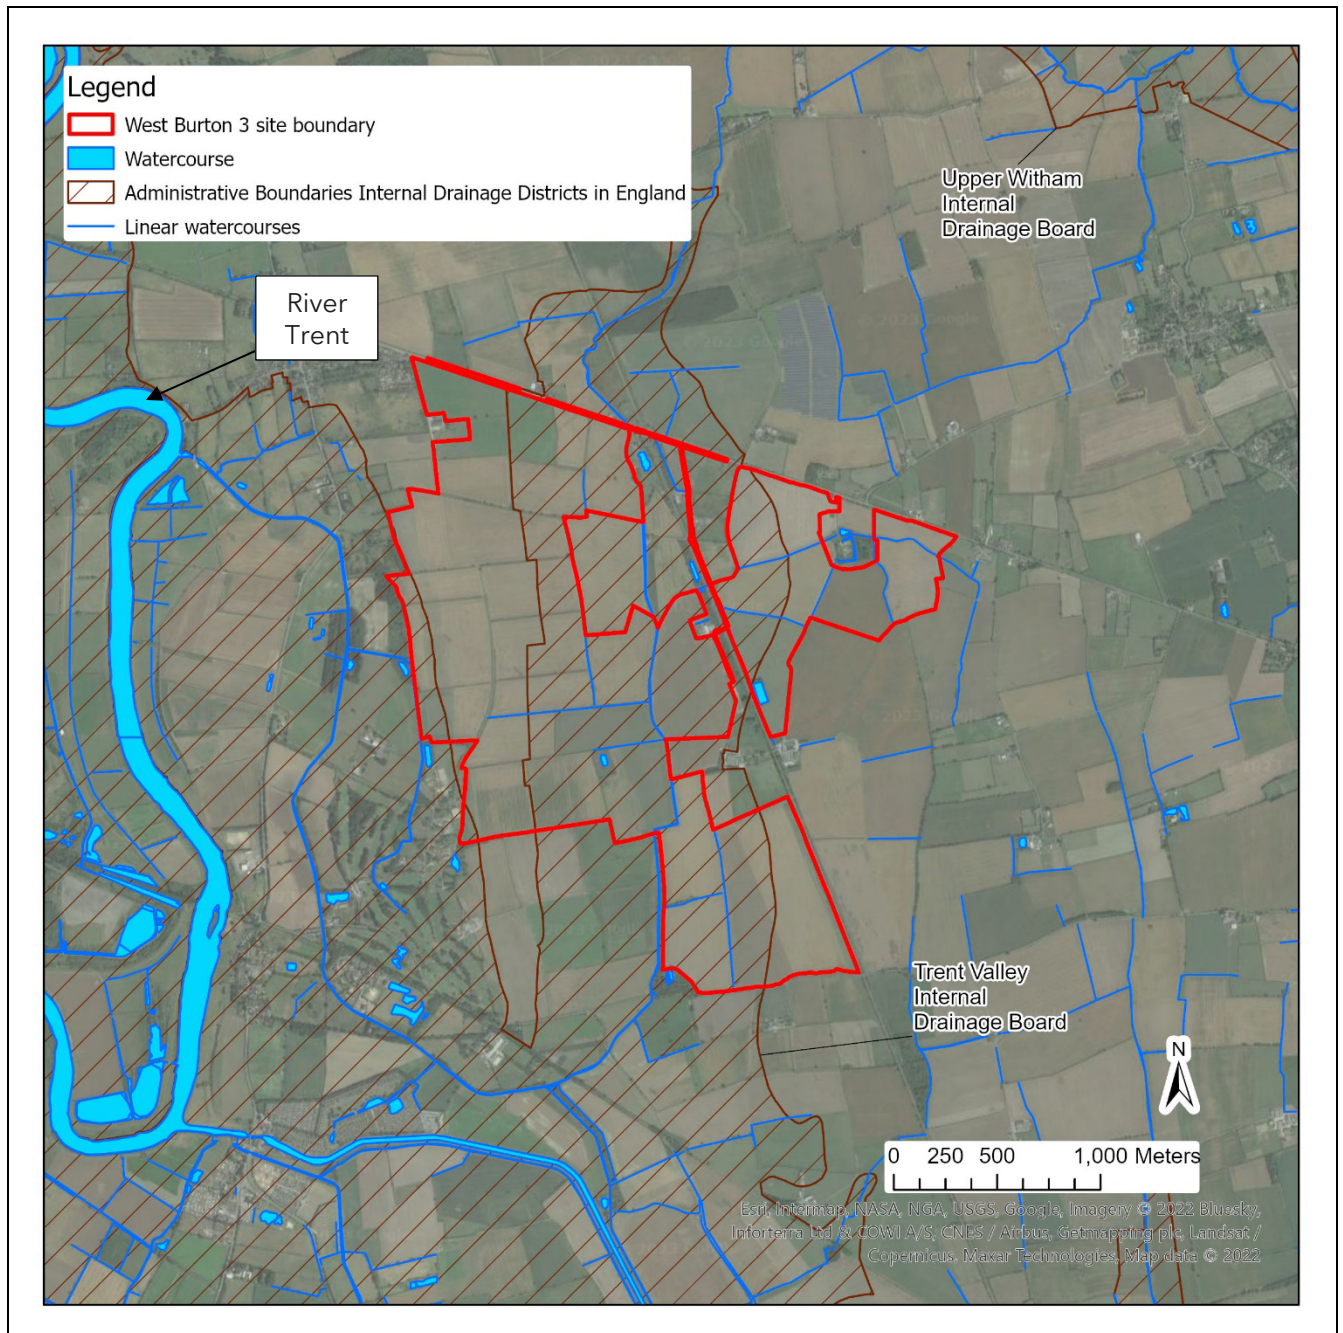 Legend
West Burton 3 site boundary
Watercourse
Administrative Boundaries Internal Drainage Districts in England
Linear watercourses
Upper Witham
Internal
Drainage Board
River
Trent
Trent Valley
Internal
Drainage Board
N
0 250 500 1,000 Meters
Esri, Intermap, NASA, NGA, USGS, Google, Imagery © 2022 Bluesky,
Inforterra Ltd & COWI A/S, CNES / Airbus, Getmapping plc, Landsat /
Copernicus, Maxar Technologies, Map data © 2022